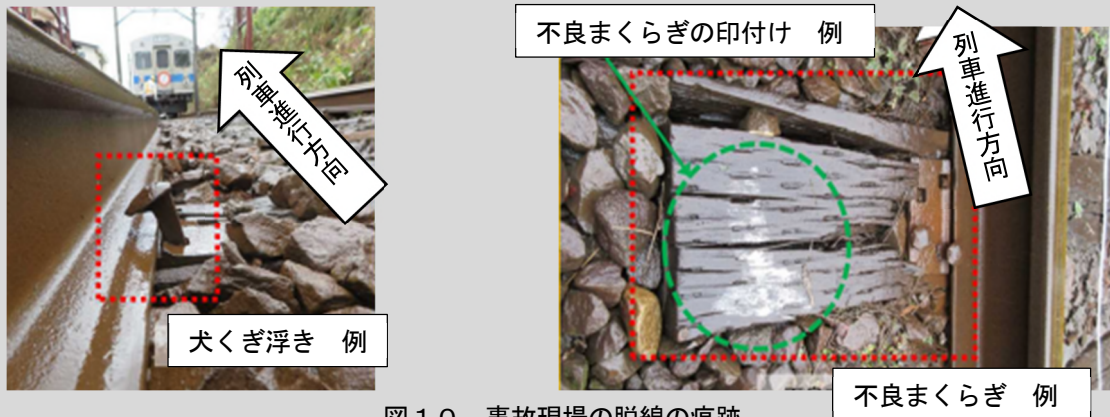 列車進行方向
犬くぎ浮き 例
不良まくらぎの印付け 例
列車進行方向
不良まくらぎ 例
図10 事故現場の脱線の痕跡